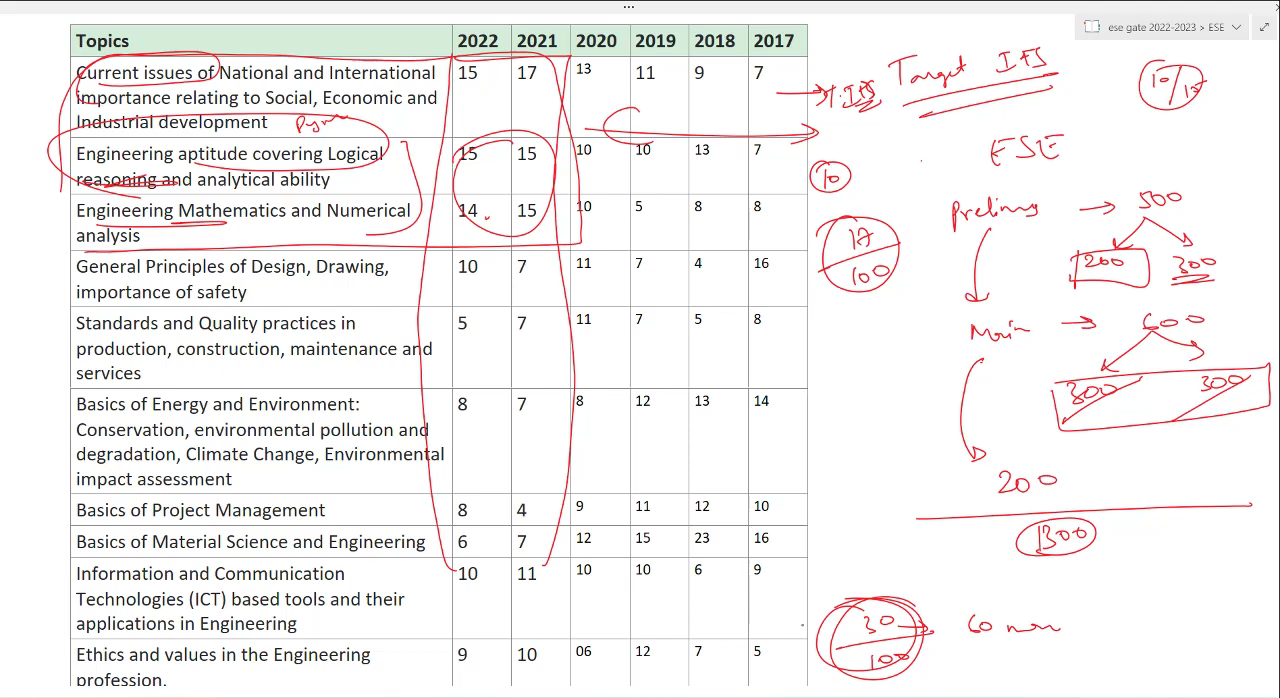 ...
ese gate 2022-2023 > ESE
Topics 2022 2021 2020 2019 2018 2017
Current issues of National and International 15 17 13 11 9 7
importance relating to Social, Economic and
Industrial development
Engineering aptitude covering Logical 15 15 10 10 13 7
reasoning and analytical ability
Engineering Mathematics and Numerical 14 15 10 5 8 8
analysis
General Principles of Design, Drawing, 10 7 11 7 4 16
importance of safety
Standards and Quality practices in 5 7 11 7 5 8
production, construction, maintenance and
services
Basics of Energy and Environment: 8 7 8 12 13 14
Conservation, environmental pollution and
degradation, Climate Change, Environmental
impact assessment
Basics of Project Management 8 4 9 11 12 10
Basics of Material Science and Engineering 6 7 12 15 23 16
Information and Communication 10 11 10 10 6 9
Technologies (ICT) based tools and their
applications in Engineering
Ethics and values in the Engineering 9 10 06 12 7 5
profession.
Target IES
ESE
10
17
100
Prelims → 500
200 300
Main → 600
300 300
200
1300
30
100
60